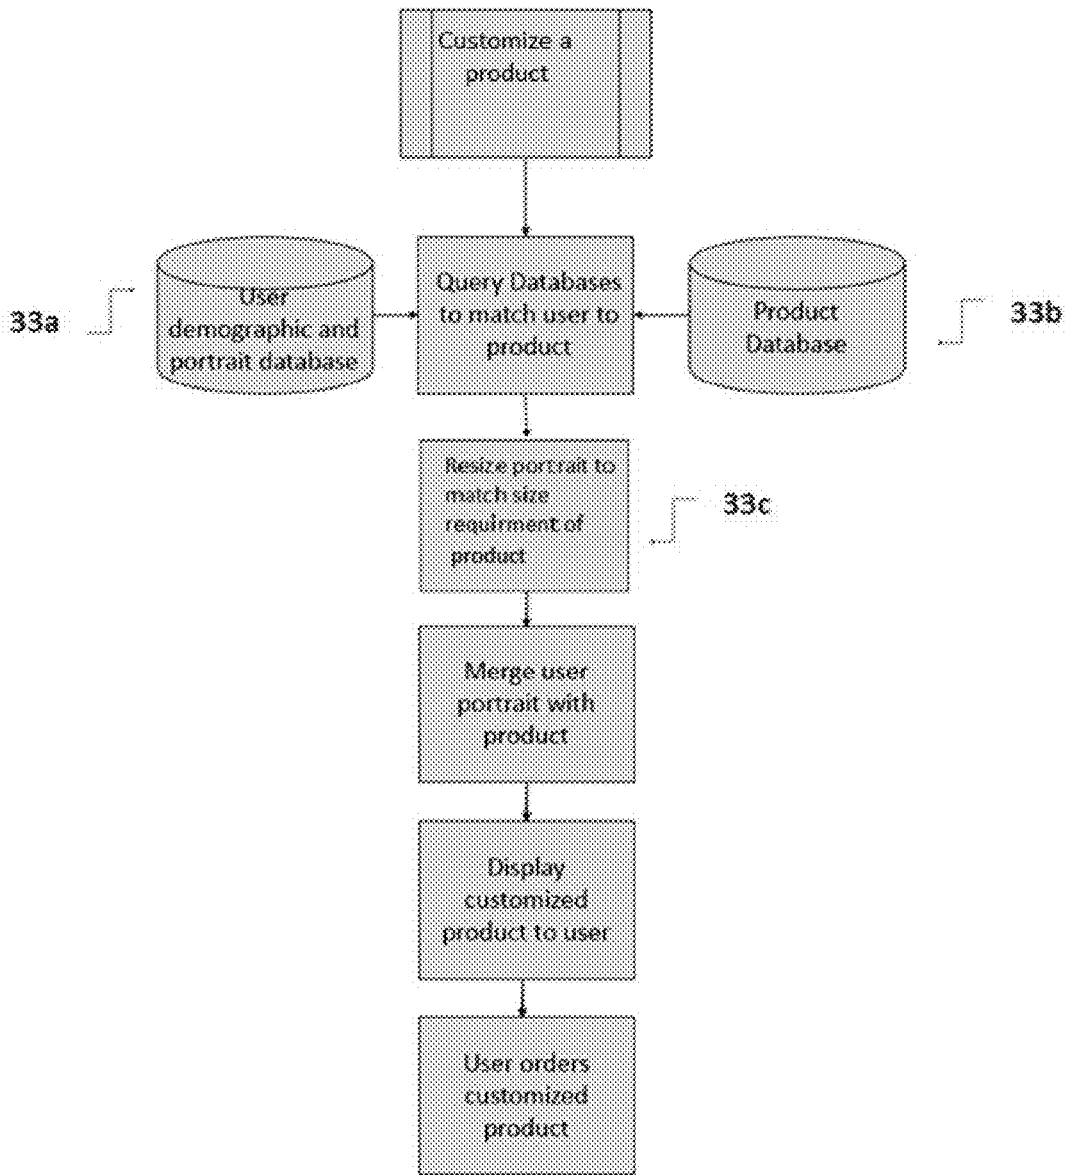 Customize a
product
33a
User
demographic and
portrait database
Query Databases
to match user to
product
Product
Database
33b
Resize portrait to
match size
requirment of
product
33c
Merge user
portrait with
product
Display
customized
product to user
User orders
customized
product